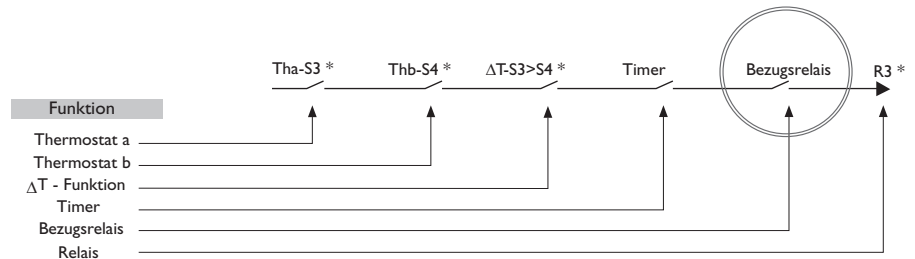 Tha-S3 * Thb-S4 * ΔT-S3>S4 * Timer Bezugsrelais R3 *
Funktion
Thermostat a
Thermostat b
ΔT - Funktion
Timer
Bezugsrelais
Relais